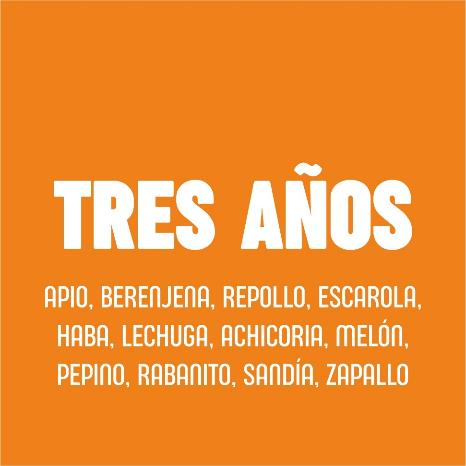 TRES AÑOS
APIO, BERENJENA, REPOLLO, ESCAROLA,
HABA, LECHUGA, ACHICORIA, MELÓN,
PEPINO, RABANITO, SANDÍA, ZAPALLO